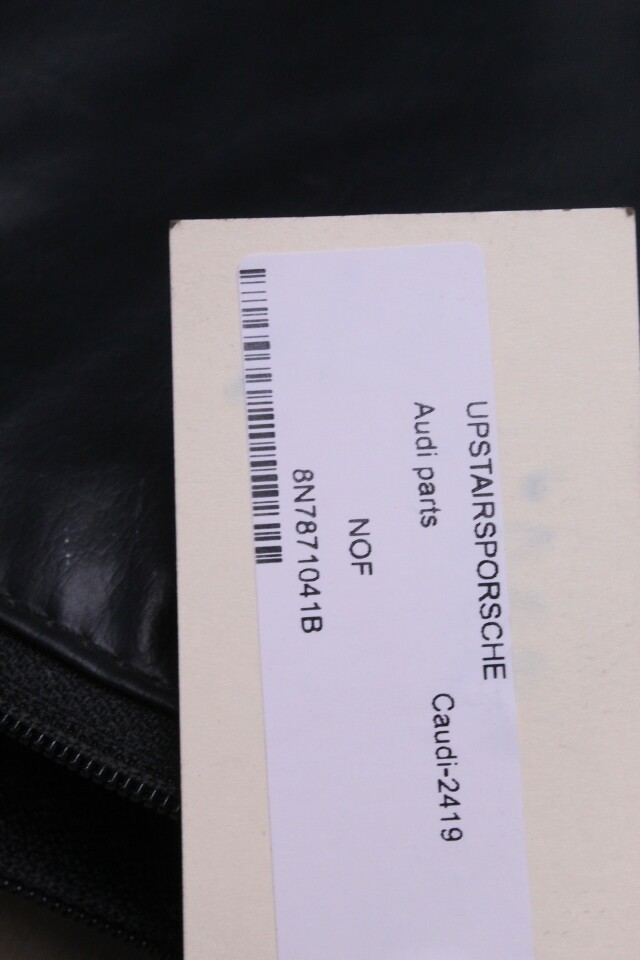 UPSTAIRSPORSCHE
Audi parts Caudi-2419
NOF
8N7871041B